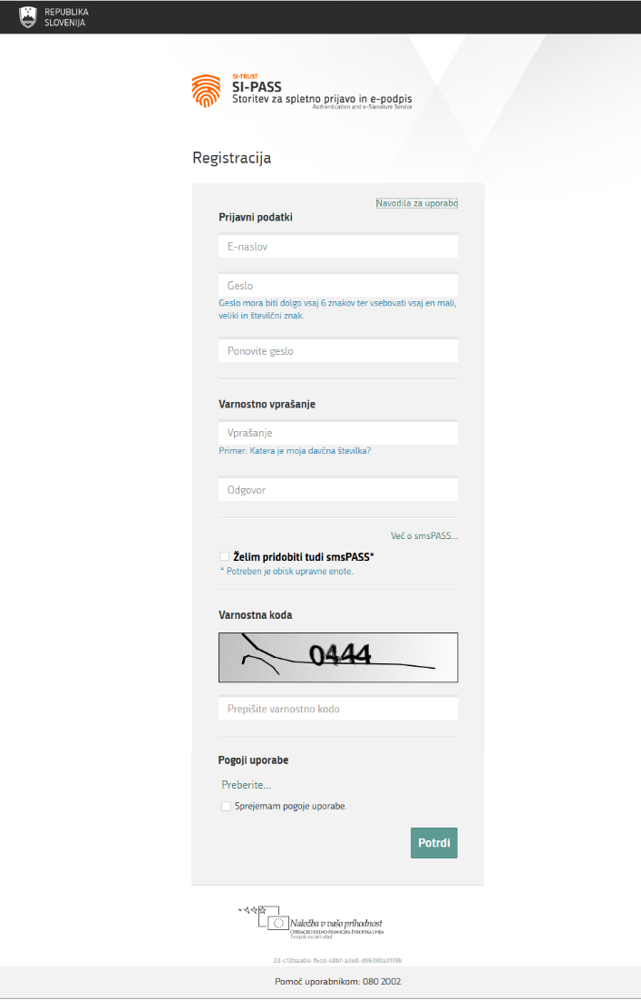 REPUBLIKA
SLOVENIJA
SI-TRUST
SI-PASS
Storitev za spletno prijavo in e-podpis
Authentication and e-Signature Service
Registracija
Navodila za uporabo
Prijavni podatki
E-naslov
Geslo
Geslo mora biti dolgo vsaj 6 znakov ter vsebovati vsaj en mali,
veliki in številčni znak.
Ponovite geslo
Varnostno vprašanje
Vprašanje
Primer: Katera je moja davčna številka?
Odgovor
Več o smsPASS...
Želim pridobiti tudi smsPASS*
* Potreben je obisk upravne enote.
Varnostna koda
0444
Prepišite varnostno kodo
Pogoji uporabe
Preberite...
Sprejemam pogoje uporabe.
Potrdi
Naložba v vašo prihodnost
OPERACIJO DELNO FINANCIRA EVROPSKA UNIJA
Evropski socialni sklad
23-c12baa0e-f6cd-48bf-a3e8-d96180a3119b
Pomoč uporabnikom: 080 2002